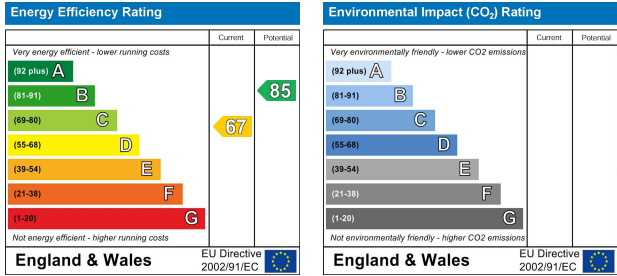 Energy Efficiency Rating
Current Potential
Very energy efficient - lower running costs
(92 plus) A
(81-91) B
(69-80) C
(55-68) D
(39-54) E
(21-38) F
(1-20) G
67
85
Not energy efficient - higher running costs
England & Wales
EU Directive
2002/91/EC
Environmental Impact (CO₂) Rating
Current Potential
Very environmentally friendly - lower CO2 emissions
(92 plus) A
(81-91) B
(69-80) C
(55-68) D
(39-54) E
(21-38) F
(1-20) G
Not environmentally friendly - higher CO2 emissions
England & Wales
EU Directive
2002/91/EC